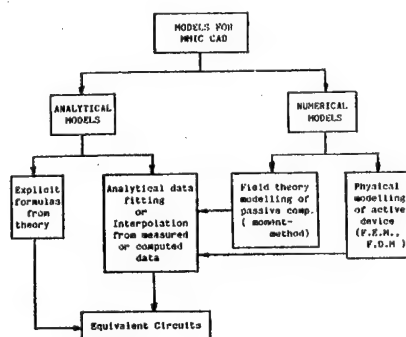 MODELS FOR
MMIC CAD
ANALYTICAL
MODELS
NUMERICAL
MODELS
Explicit
formulas
from
theory
Analytical data
fitting
or
Interpolation
from measured
or computed
data
Field theory
modelling of
passive comp.
( moment-
method)
Physical
modelling
of active
device
(F.E.M.,
F.D.M )
Equivalent Circuits